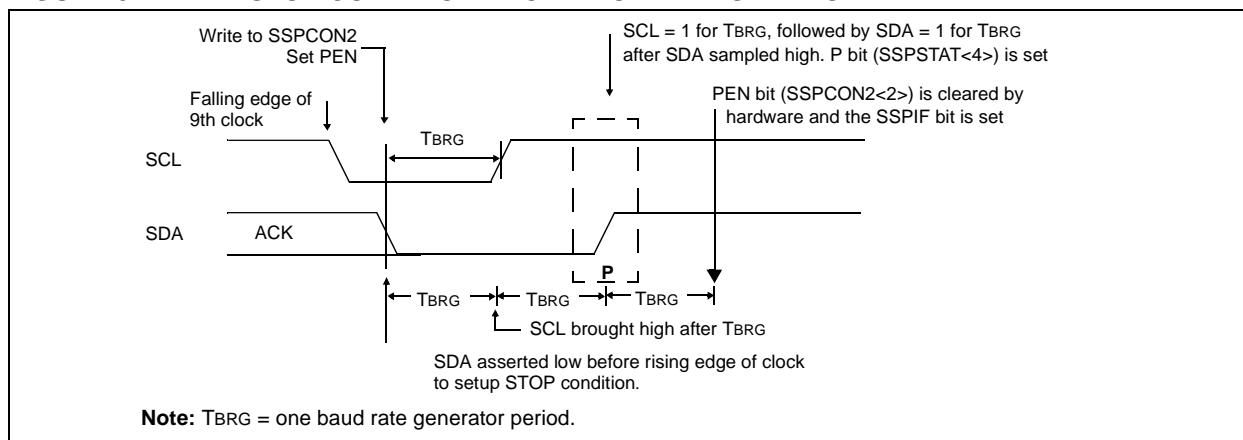 Write to SSPCON2
Set PEN
SCL = 1 for TBRG, followed by SDA = 1 for TBRG
after SDA sampled high. P bit (SSPSTAT<4>) is set
Falling edge of
9th clock
PEN bit (SSPCON2<2>) is cleared by
hardware and the SSPIF bit is set
TBRG
SCL
SDA
ACK
P
TBRG
TBRG
TBRG
SCL brought high after TBRG
SDA asserted low before rising edge of clock
to setup STOP condition.
Note: TBRG = one baud rate generator period.